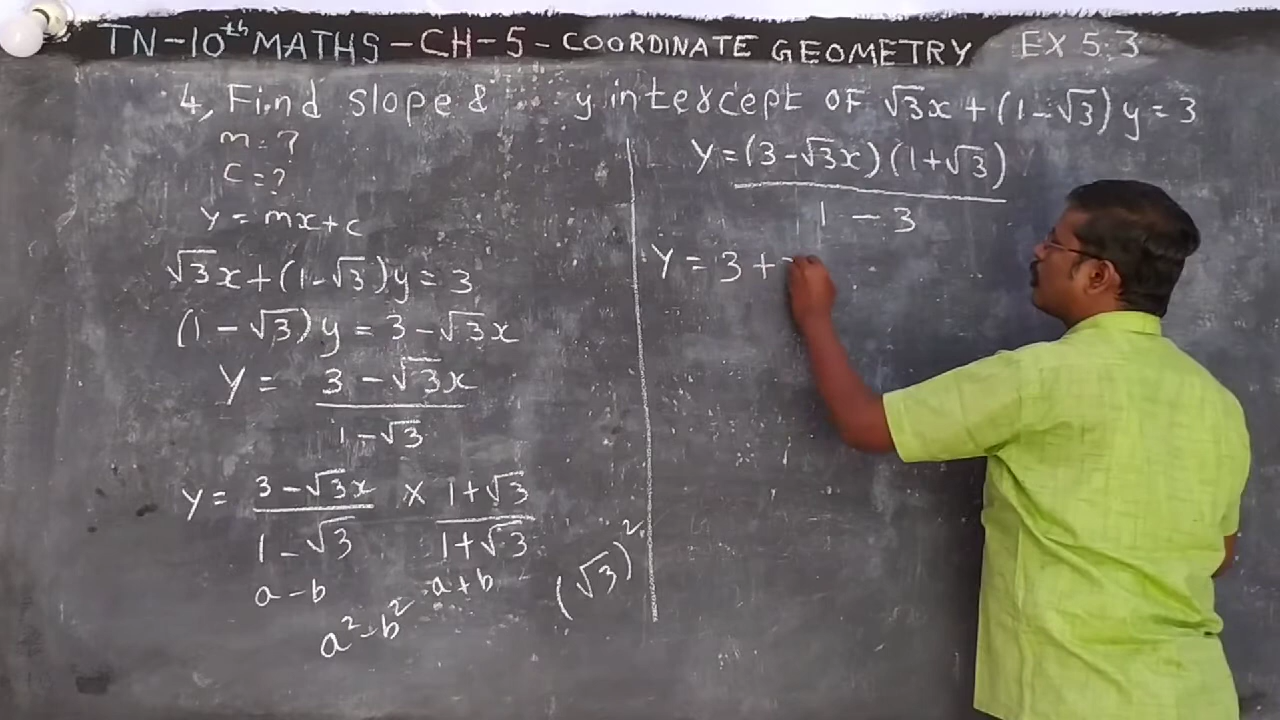 TN-10th MATHS-CH-5-COORDINATE GEOMETRY EX 5.3
4, Find slope & y intercept OF √3x+(1-√3)y=3
m=?
c=?
y=mx+c
√3x+(1-√3)y=3
(1-√3)y=3-√3x
y= 3-√3x
1-√3
y= 3-√3x × 1+√3
1-√3 1+√3
a-b a+b
a²-b²
(√3)²
y=(3-√3x)(1+√3)
1-3
y=3+